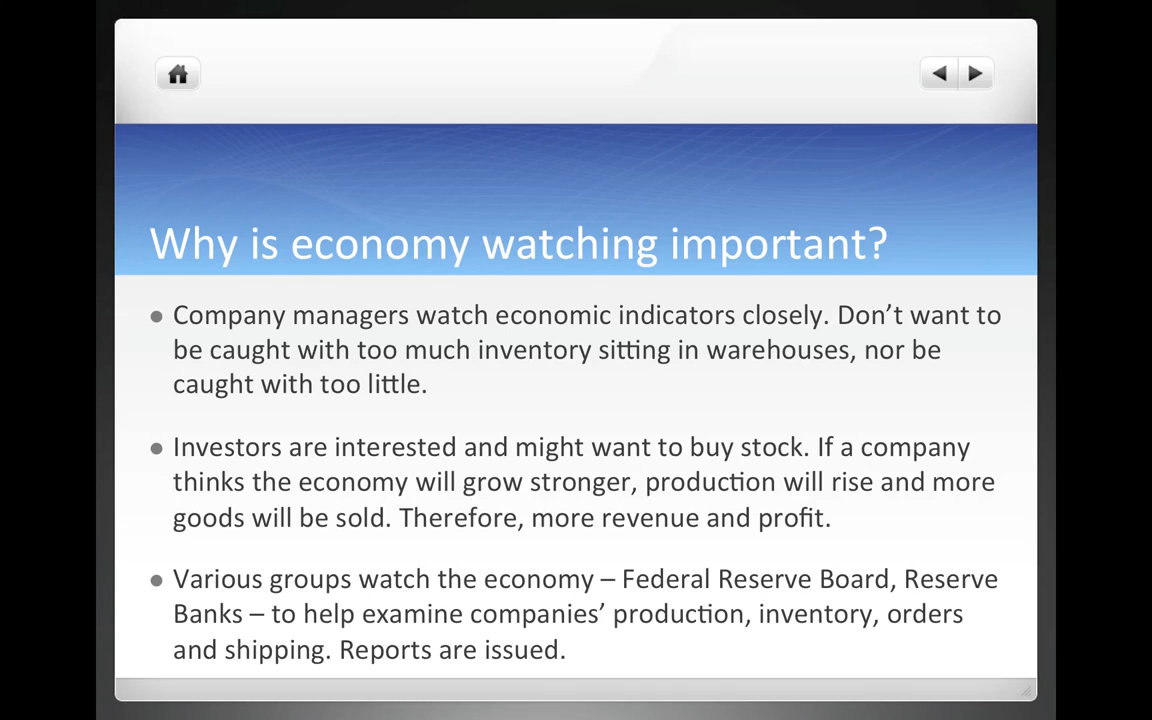 Why is economy watching important?
● Company managers watch economic indicators closely. Don’t want to
be caught with too much inventory sitting in warehouses, nor be
caught with too little.
● Investors are interested and might want to buy stock. If a company
thinks the economy will grow stronger, production will rise and more
goods will be sold. Therefore, more revenue and profit.
● Various groups watch the economy – Federal Reserve Board, Reserve
Banks – to help examine companies’ production, inventory, orders
and shipping. Reports are issued.